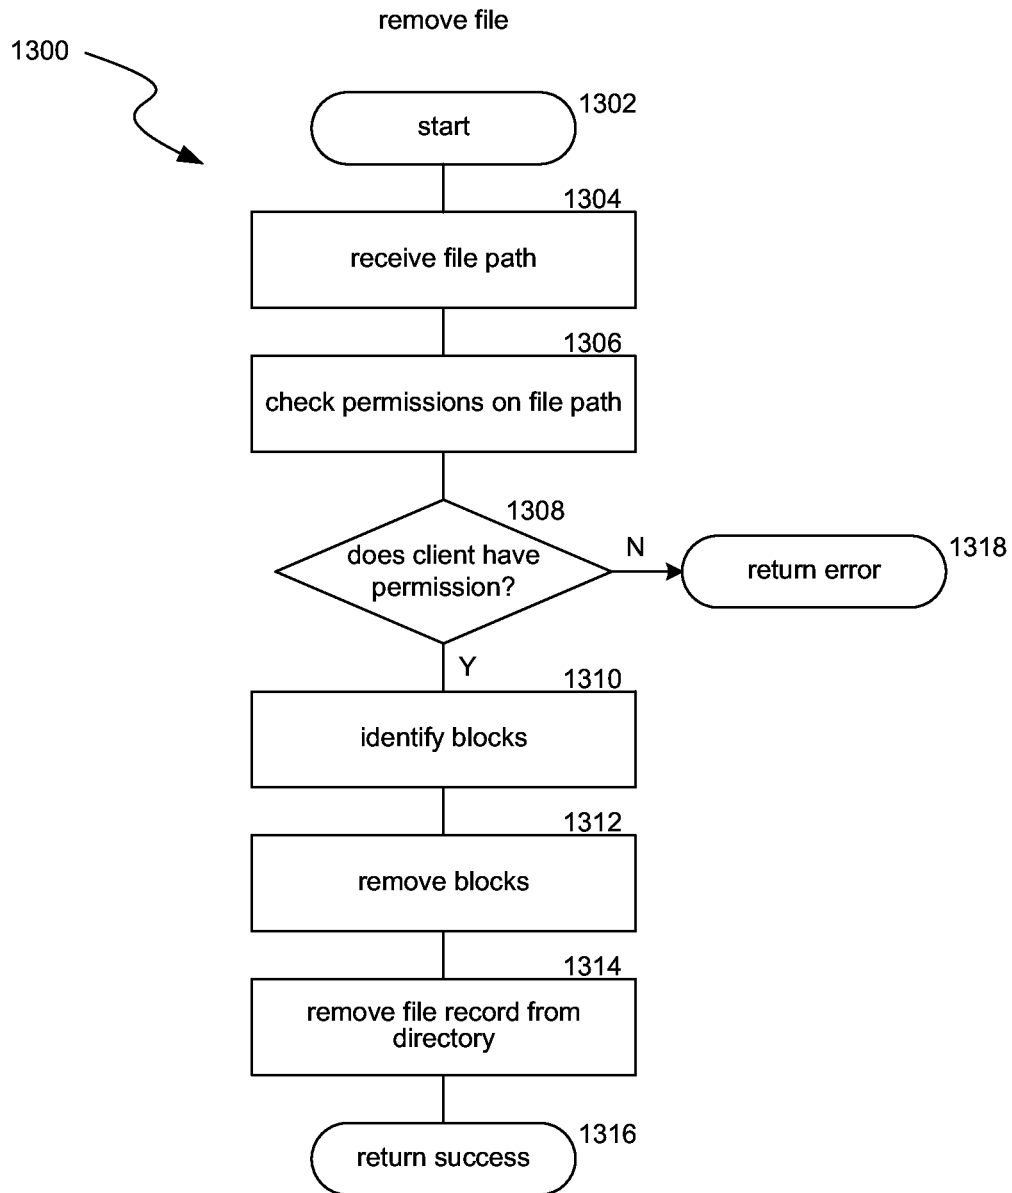 remove file
1300
1302
start
1304
receive file path
1306
check permissions on file path
1308
does client have
permission?
N
1318
return error
Y
1310
identify blocks
1312
remove blocks
1314
remove file record from
directory
1316
return success